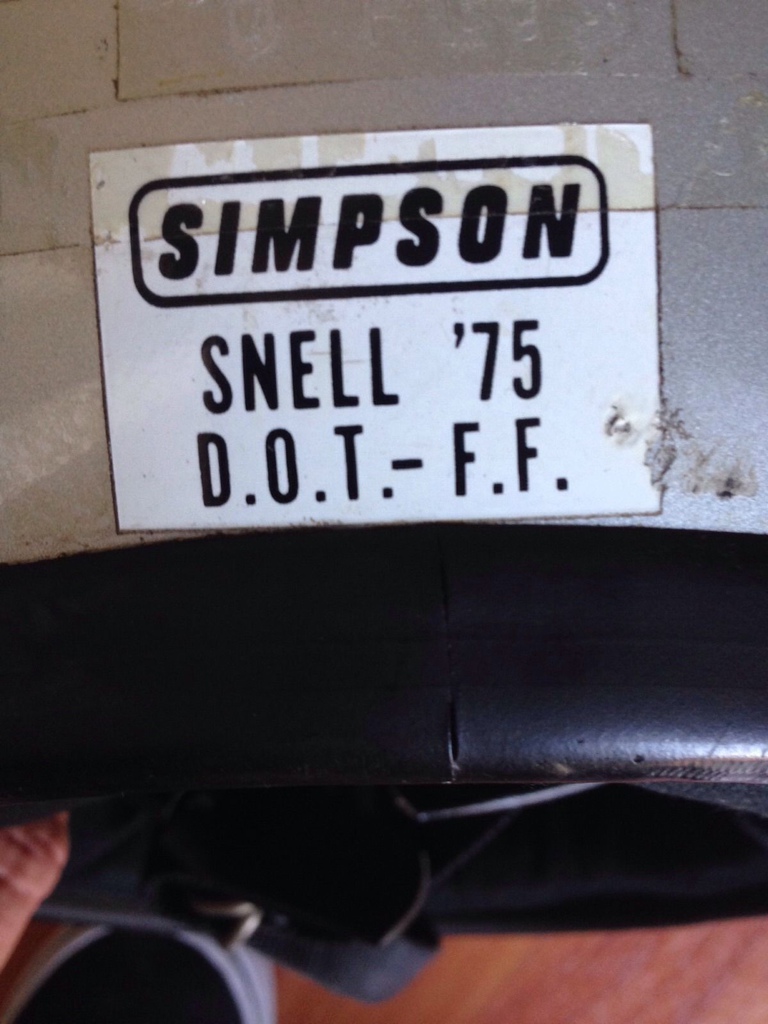 SIMPSON
SNELL '75
D.O.T.- F.F.